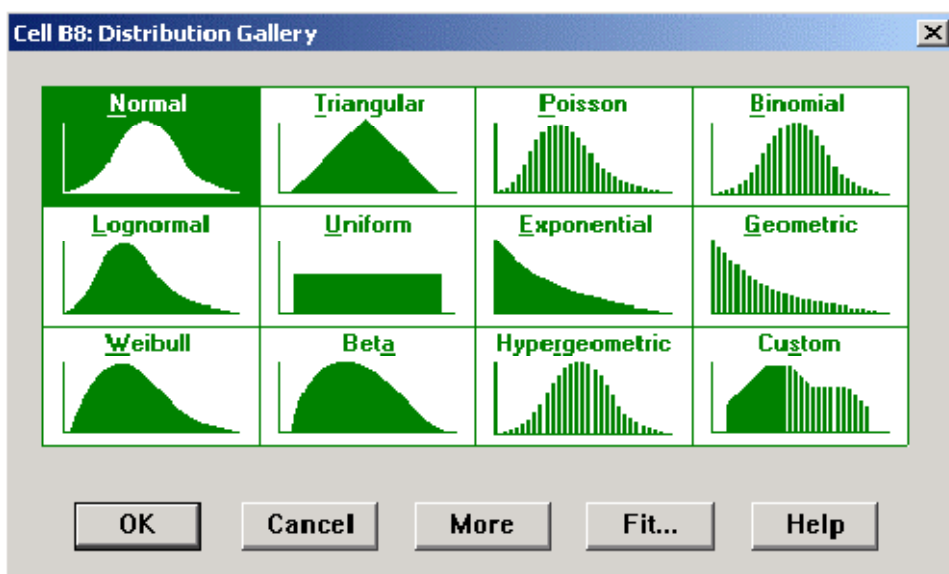 Cell B8: Distribution Gallery
Normal
Triangular
Poisson
Binomial
Lognormal
Uniform
Exponential
Geometric
Weibull
Beta
Hypergeometric
Custom
OK
Cancel
More
Fit...
Help